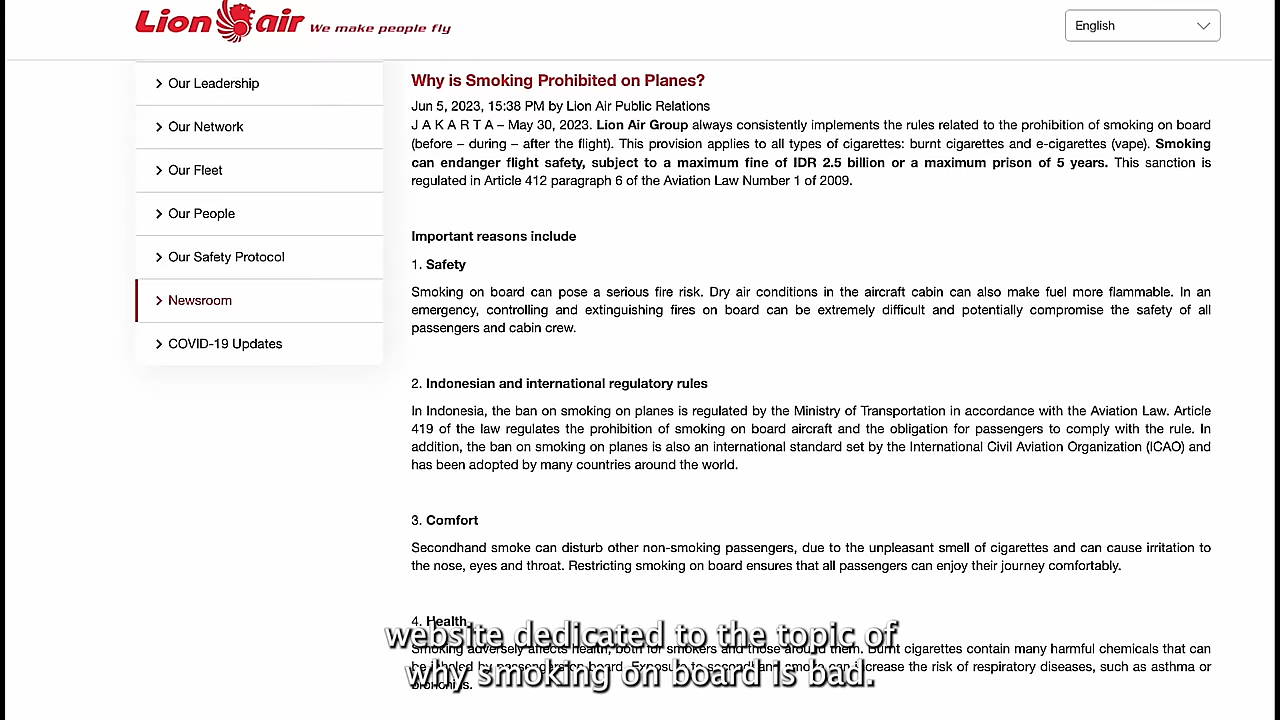 Lion air We make people fly
English
Our Leadership
Our Network
Our Fleet
Our People
Our Safety Protocol
Newsroom
COVID-19 Updates
Why is Smoking Prohibited on Planes?
Jun 5, 2023, 15:38 PM by Lion Air Public Relations
J A K A R T A – May 30, 2023. Lion Air Group always consistently implements the rules related to the prohibition of smoking on board
(before – during – after the flight). This provision applies to all types of cigarettes: burnt cigarettes and e-cigarettes (vape). Smoking
can endanger flight safety, subject to a maximum fine of IDR 2.5 billion or a maximum prison of 5 years. This sanction is
regulated in Article 412 paragraph 6 of the Aviation Law Number 1 of 2009.
Important reasons include
1. Safety
Smoking on board can pose a serious fire risk. Dry air conditions in the aircraft cabin can also make fuel more flammable. In an
emergency, controlling and extinguishing fires on board can be extremely difficult and potentially compromise the safety of all
passengers and cabin crew.
2. Indonesian and international regulatory rules
In Indonesia, the ban on smoking on planes is regulated by the Ministry of Transportation in accordance with the Aviation Law. Article
419 of the law regulates the prohibition of smoking on board aircraft and the obligation for passengers to comply with the rule. In
addition, the ban on smoking on planes is also an international standard set by the International Civil Aviation Organization (ICAO) and
has been adopted by many countries around the world.
3. Comfort
Secondhand smoke can disturb other non-smoking passengers, due to the unpleasant smell of cigarettes and can cause irritation to
the nose, eyes and throat. Restricting smoking on board ensures that all passengers can enjoy their journey comfortably.
4. Health
Smoking adversely affects health, both for smokers and those around them. Burnt cigarettes contain many harmful chemicals that can
be by on board. to can increase the risk of respiratory diseases, such as asthma or
website dedicated to the topic of
why smoking on board is bad.